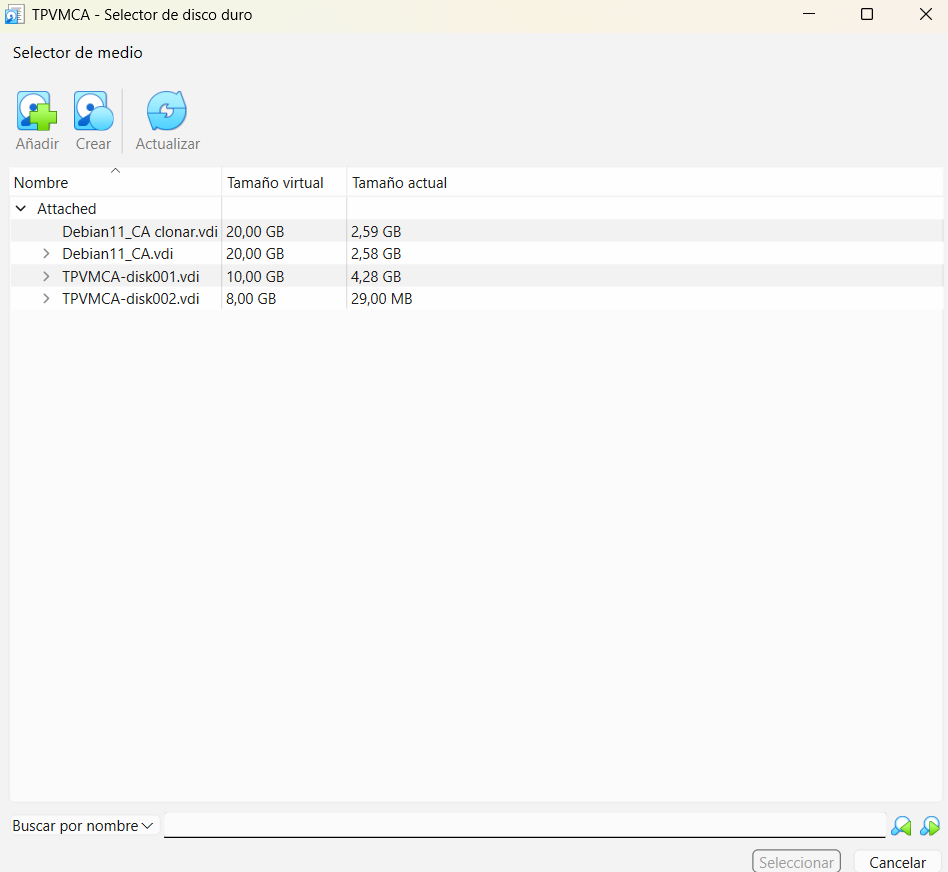 TPVMCA - Selector de disco duro
Selector de medio
Añadir Crear Actualizar
Nombre Tamaño virtual Tamaño actual
Attached
Debian11_CA clonar.vdi 20,00 GB 2,59 GB
Debian11_CA.vdi 20,00 GB 2,58 GB
TPVMCA-disk001.vdi 10,00 GB 4,28 GB
TPVMCA-disk002.vdi 8,00 GB 29,00 MB
Buscar por nombre
Seleccionar Cancelar